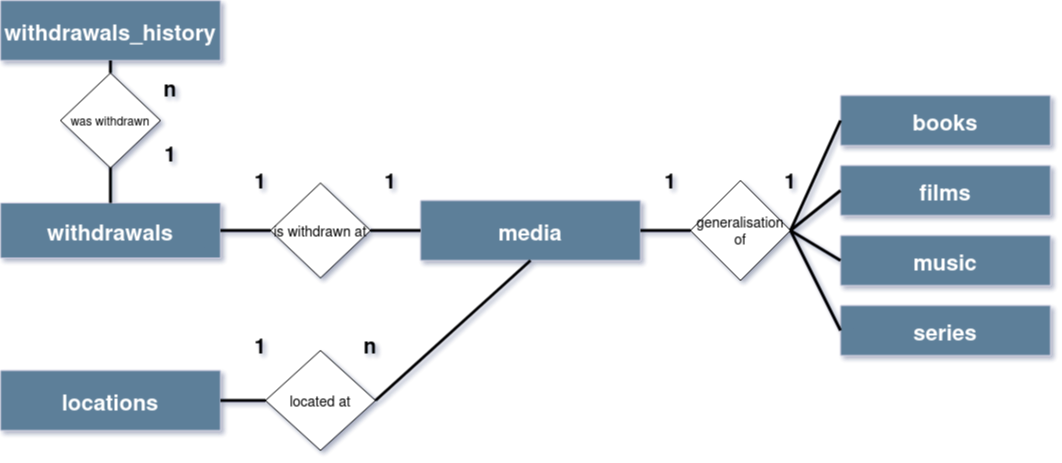 withdrawals_history
n
was withdrawn
1
books
1
1
1
1
films
generalisation
of
withdrawals
is withdrawn at
media
music
series
1
n
locations
located at